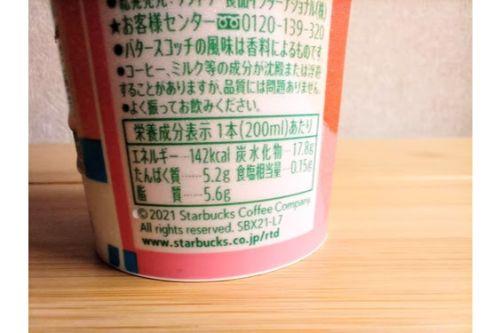 ★お客様センター 0120-139-320
●バタースコッチの風味は香料によるものです
●コーヒー、ミルク等の成分が沈殿または浮遊
することがありますが、品質には問題ありません。
●よく振ってお飲みください。
栄養成分表示 1本(200ml)あたり
エネルギー…142kcal 炭水化物…17.8g
たんぱく質……5.2g 食塩相当量…0.15g
脂 質………5.6g
©2021 Starbucks Coffee Company.
All rights reserved. SBX21-L7
www.starbucks.co.jp/rtd